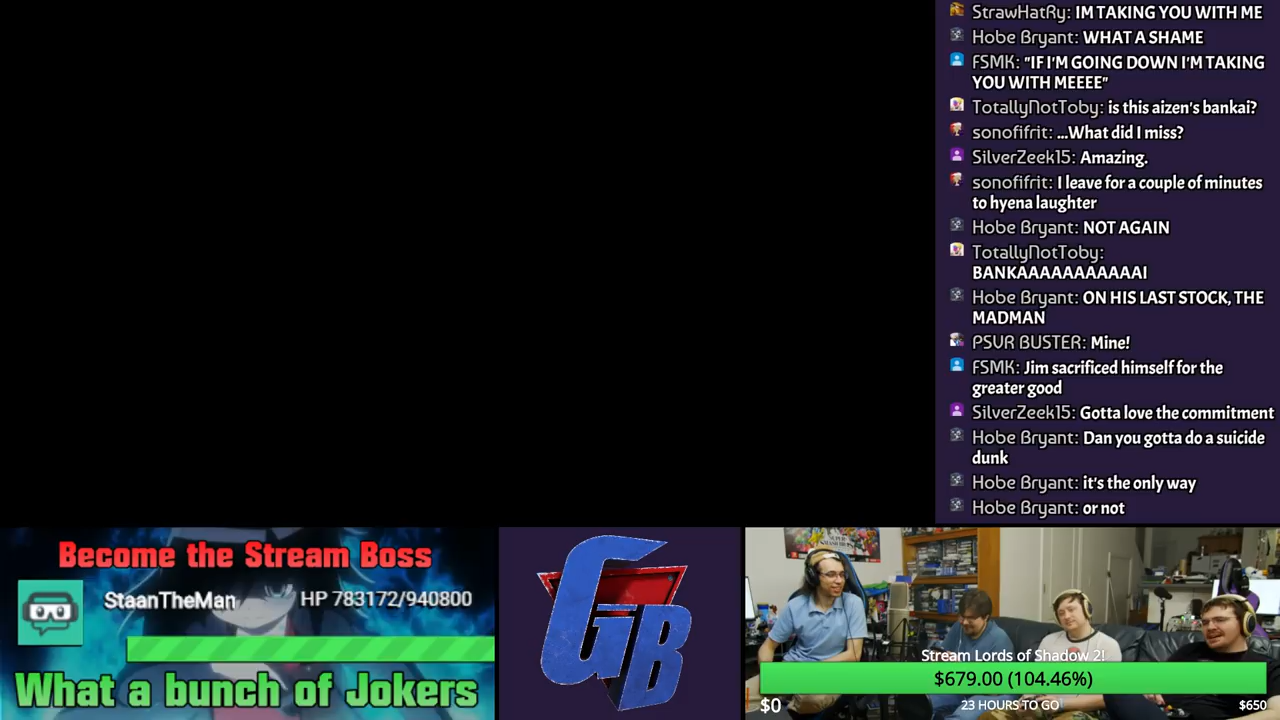 StrawHatRy: IM TAKING YOU WITH ME
Hobe Bryant: WHAT A SHAME
FSMK: "IF I'M GOING DOWN I'M TAKING
YOU WITH MEEEE"
TotallyNotToby: is this aizen's bankai?
sonofifrit: ...What did I miss?
SilverZeek15: Amazing.
sonofifrit: I leave for a couple of minutes
to hyena laughter
Hobe Bryant: NOT AGAIN
TotallyNotToby:
BANKAAAAAAAAAAAI
Hobe Bryant: ON HIS LAST STOCK, THE
MADMAN
PSVR BUSTER: Mine!
FSMK: Jim sacrificed himself for the
greater good
SilverZeek15: Gotta love the commitment
Hobe Bryant: Dan you gotta do a suicide
dunk
Hobe Bryant: it's the only way
Hobe Bryant: or not
Become the Stream Boss
StaanTheMan HP 783172/940800
What a bunch of Jokers
GB
Stream Lords of Shadow 2!
$679.00 (104.46%)
$0 23 HOURS TO GO $650